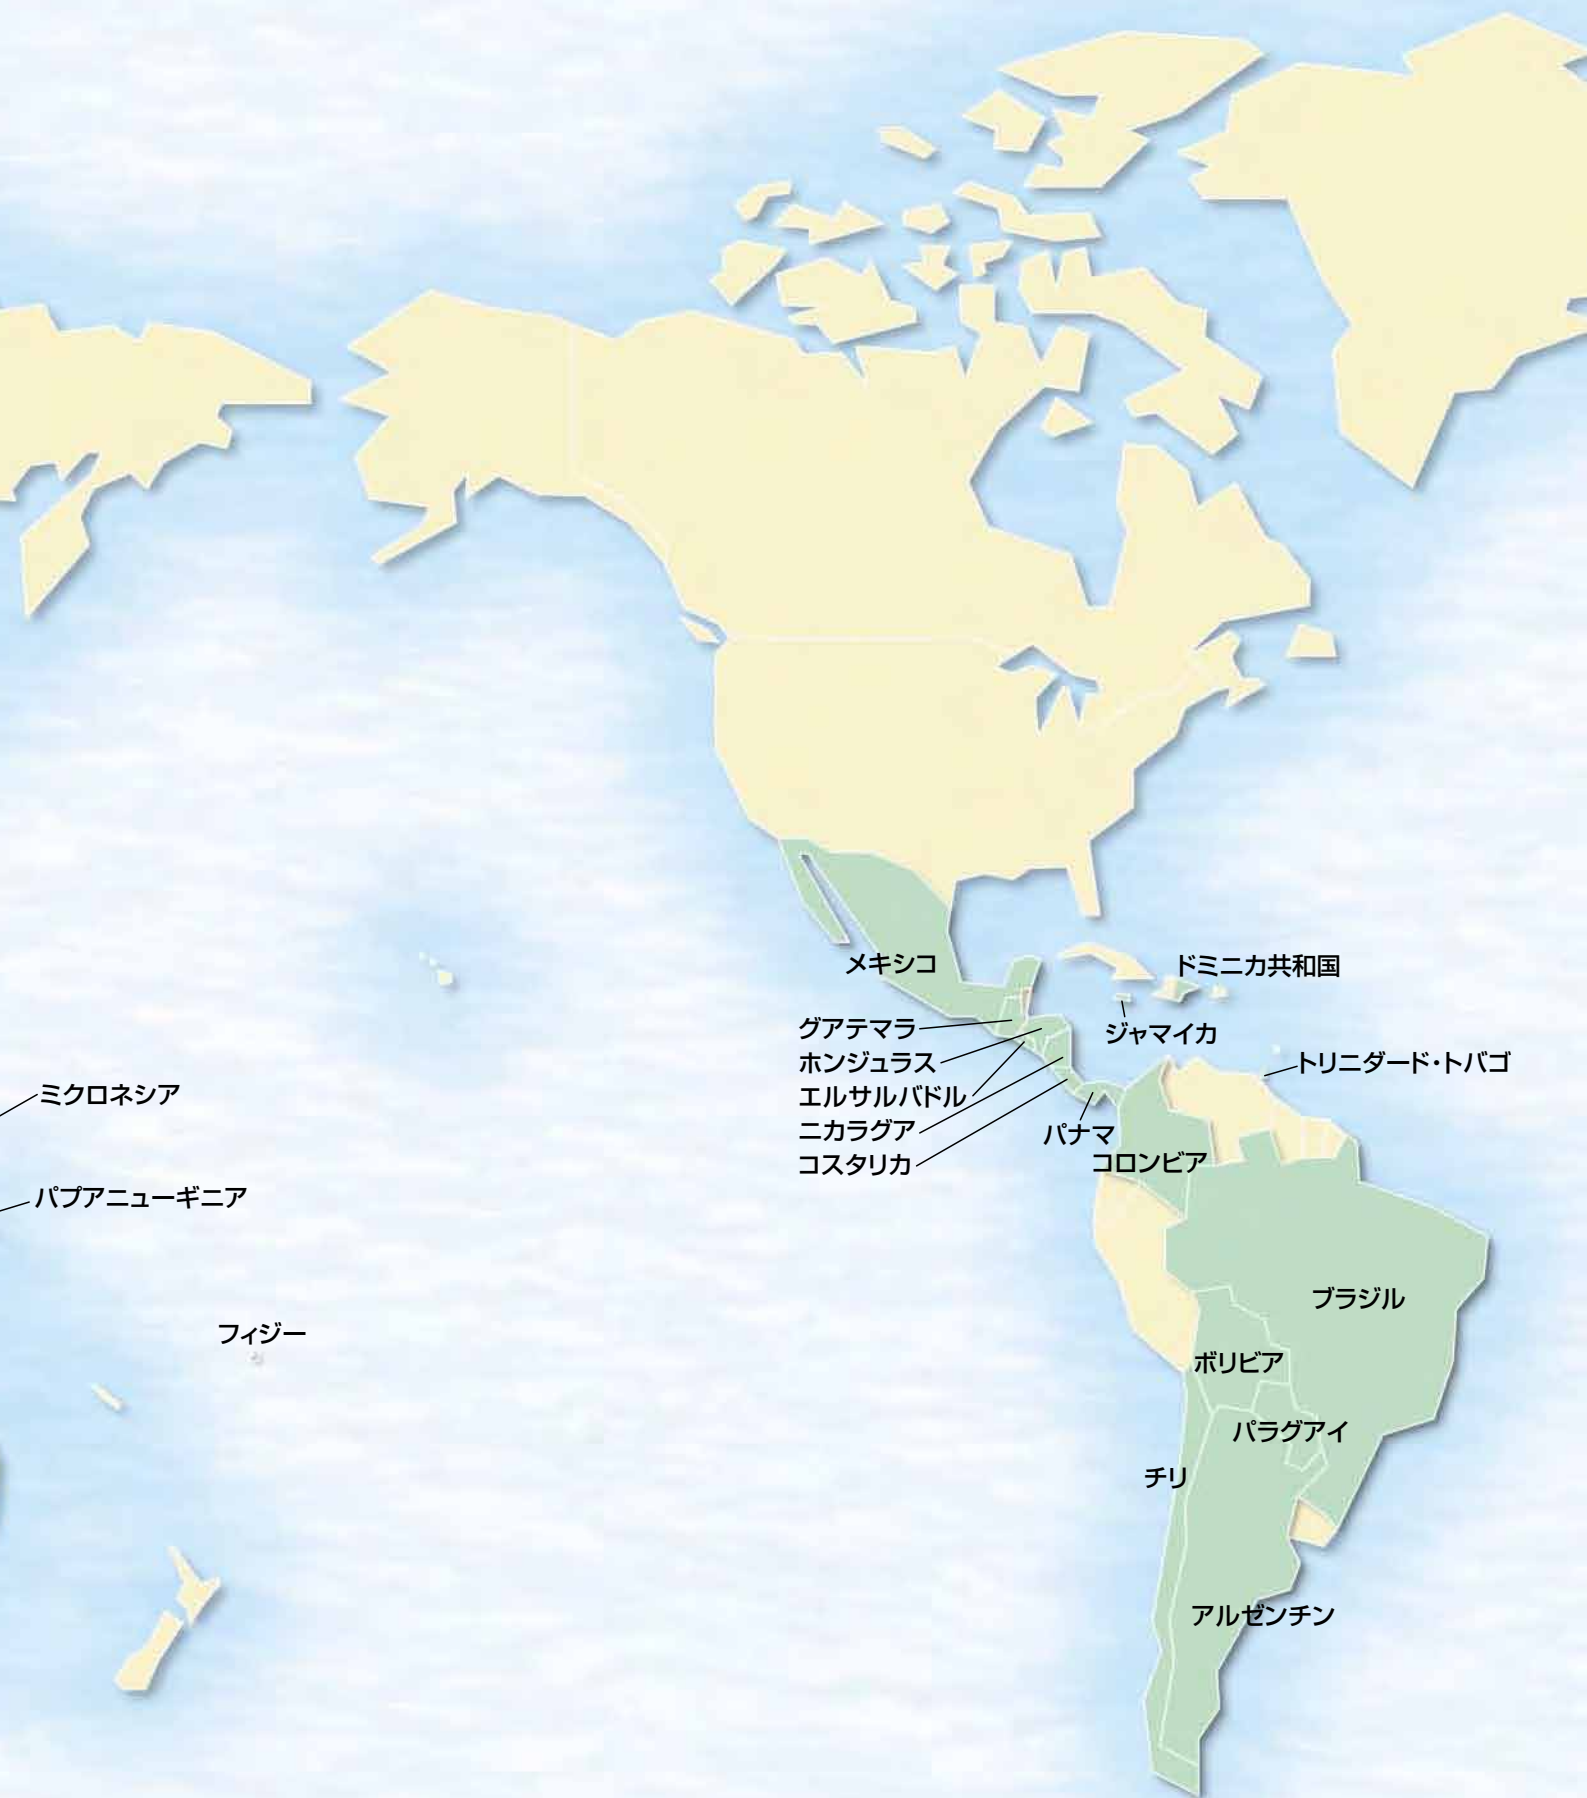 メキシコ
ドミニカ共和国
グアテマラ
ジャマイカ
ホンジュラス
トリニダード・トバゴ
エルサルバドル
ニカラグア
パナマ
コスタリカ
コロンビア
ミクロネシア
パプアニューギニア
フィジー
ブラジル
ボリビア
パラグアイ
チリ
アルゼンチン